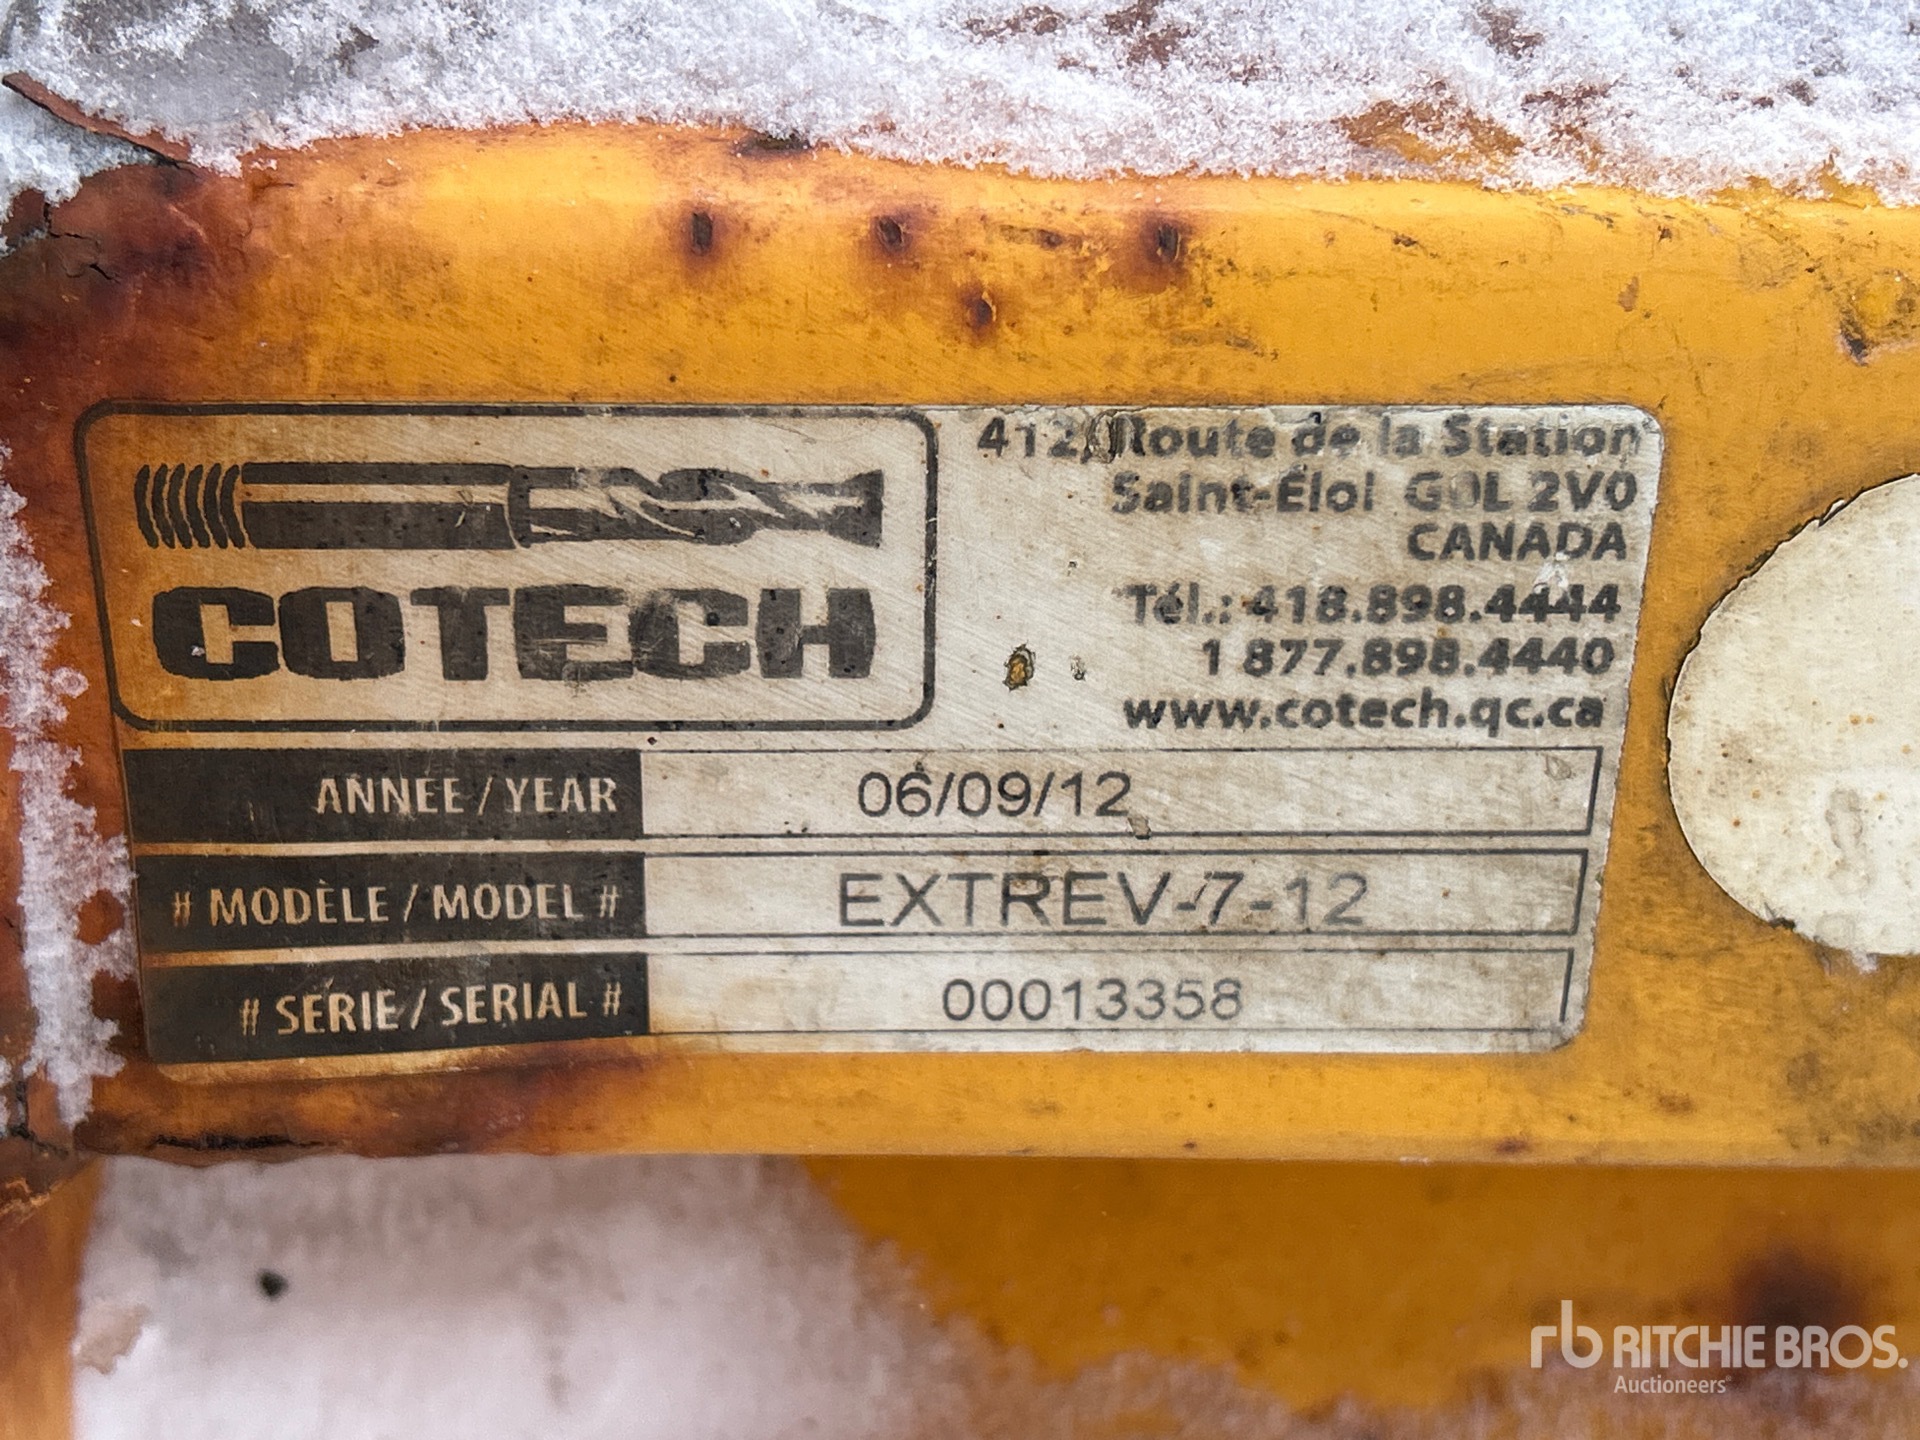 COTECH
412, Route de la Station
Saint-Éloi G0L 2V0
CANADA
Tél.: 418.898.4444
1 877.898.4440
www.cotech.qc.ca
ANNÉE / YEAR 06/09/12
# MODÈLE / MODEL # EXTREV-7-12
# SÉRIE / SERIAL # 00013358
rb RITCHIE BROS.
Auctioneers